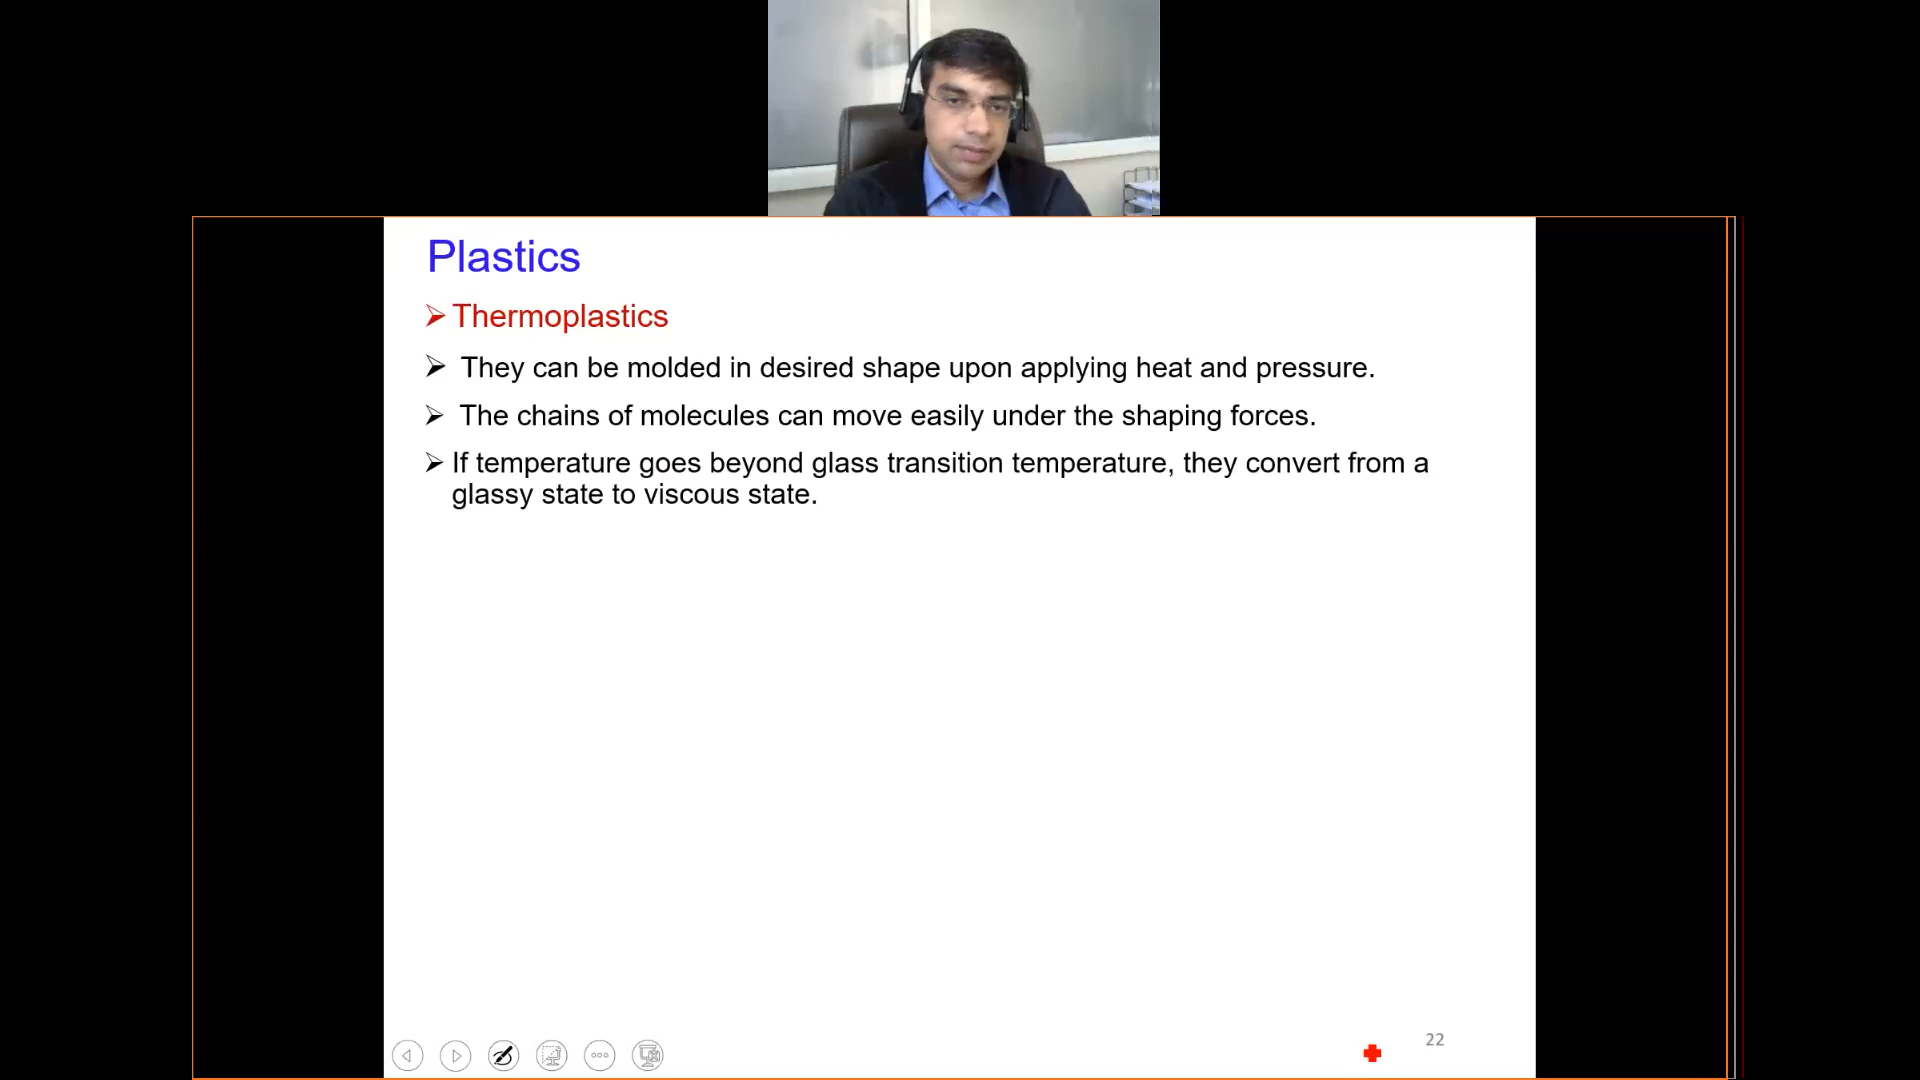 Plastics
Thermoplastics
They can be molded in desired shape upon applying heat and pressure.
The chains of molecules can move easily under the shaping forces.
If temperature goes beyond glass transition temperature, they convert from a
glassy state to viscous state.
22